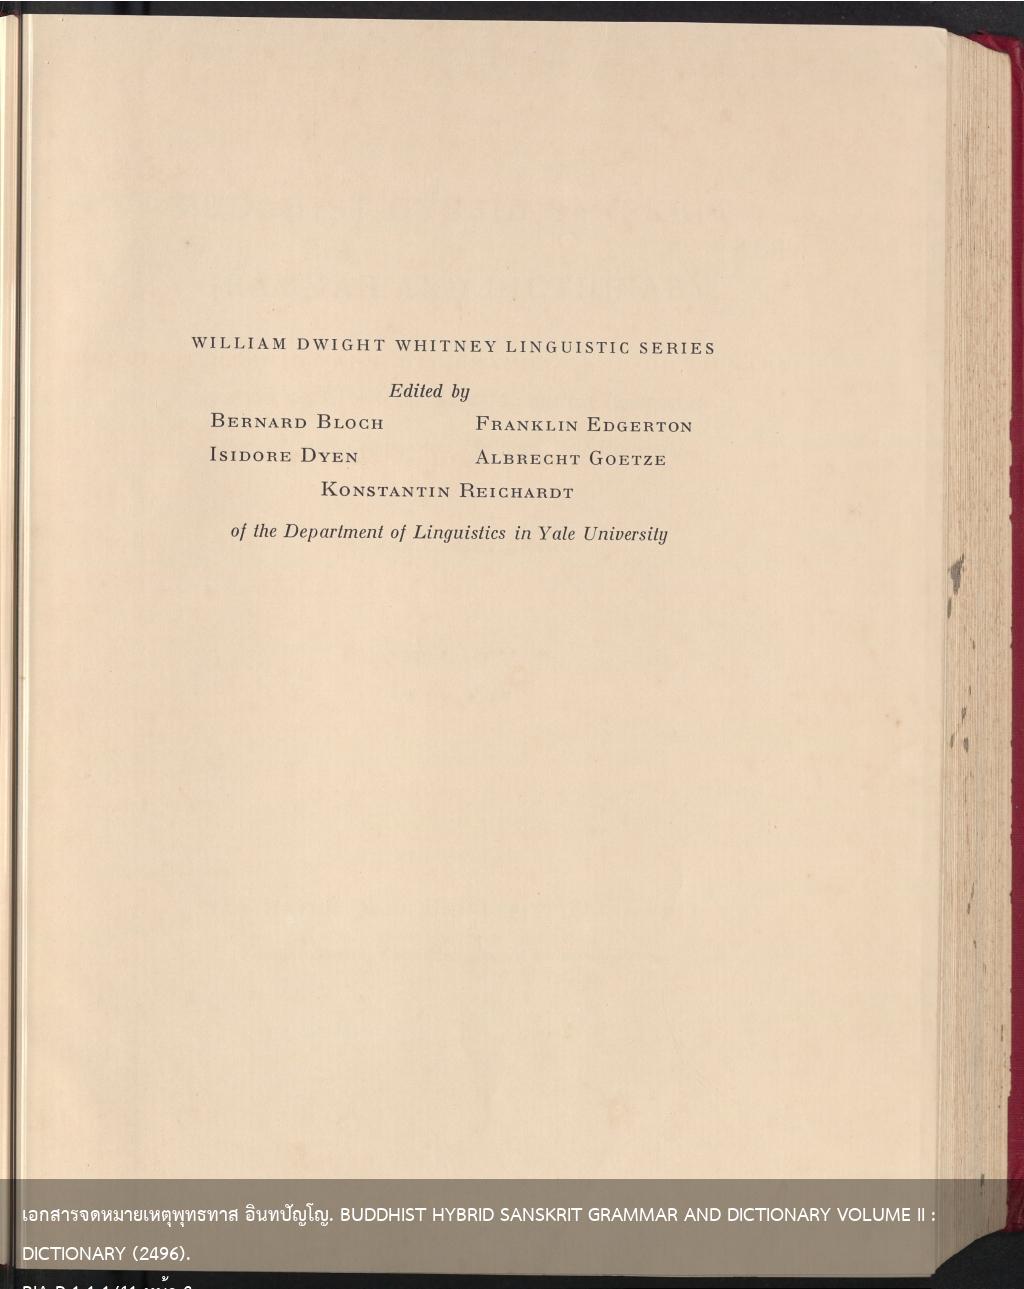 WILLIAM DWIGHT WHITNEY LINGUISTIC SERIES
Edited by
BERNARD BLOCH FRANKLIN EDGERTON
ISIDORE DYEN ALBRECHT GOETZE
KONSTANTIN REICHARDT
of the Department of Linguistics in Yale University
เอกสารจดหมายเหตุพุทธทาส อินทปัญโญ. BUDDHIST HYBRID SANSKRIT GRAMMAR AND DICTIONARY VOLUME II :
DICTIONARY (2496).